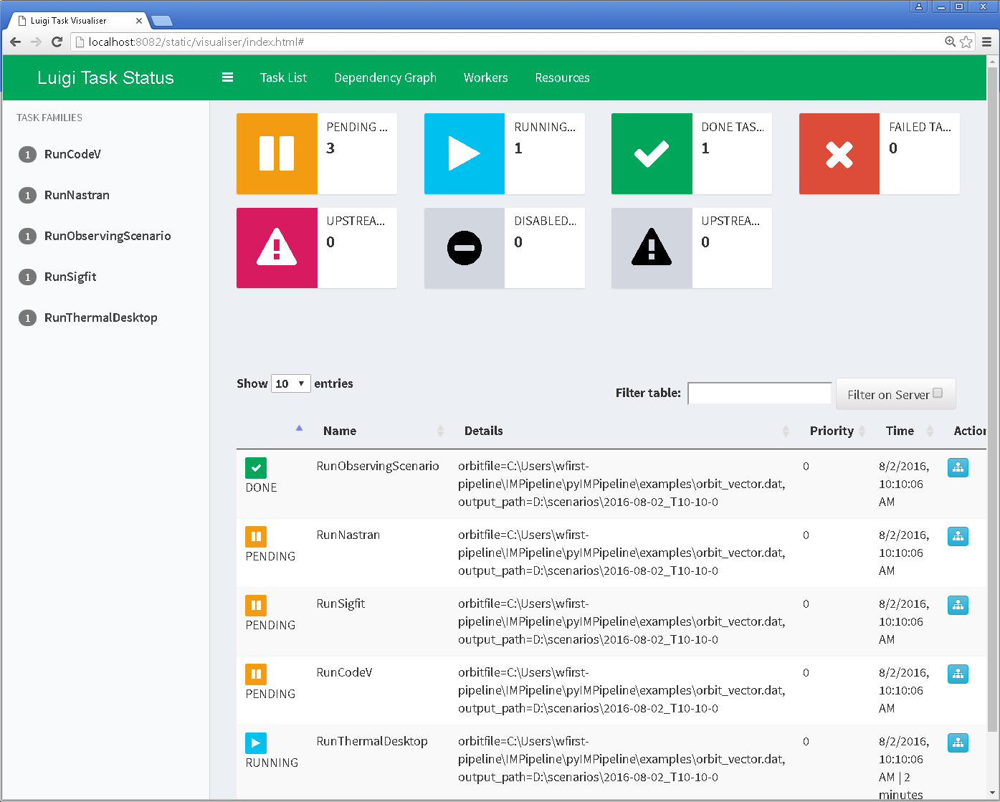 Luigi Task Visualiser
localhost:8082/static/visualiser/index.html#
Luigi Task Status
Task List
Dependency Graph
Workers
Resources
TASK FAMILIES
1 RunCodeV
1 RunNastran
1 RunObservingScenario
1 RunSigfit
1 RunThermalDesktop
PENDING ...
3
RUNNING...
1
DONE TAS...
1
FAILED TA...
0
UPSTREA...
0
DISABLED...
0
UPSTREA...
0
Show 10 entries
Filter table:
Filter on Server
Name Details Priority Time Action
DONE
RunObservingScenario
orbitfile=C:\Users\wfirst-
pipeline\IMPipeline\pyIMPipeline\examples\orbit_vector.dat,
output_path=D:\scenarios\2016-08-02_T10-10-0
0
8/2/2016,
10:10:06
AM
PENDING
RunNastran
orbitfile=C:\Users\wfirst-
pipeline\IMPipeline\pyIMPipeline\examples\orbit_vector.dat,
output_path=D:\scenarios\2016-08-02_T10-10-0
0
8/2/2016,
10:10:06
AM
PENDING
RunSigfit
orbitfile=C:\Users\wfirst-
pipeline\IMPipeline\pyIMPipeline\examples\orbit_vector.dat,
output_path=D:\scenarios\2016-08-02_T10-10-0
0
8/2/2016,
10:10:06
AM
PENDING
RunCodeV
orbitfile=C:\Users\wfirst-
pipeline\IMPipeline\pyIMPipeline\examples\orbit_vector.dat,
output_path=D:\scenarios\2016-08-02_T10-10-0
0
8/2/2016,
10:10:06
AM
RUNNING
RunThermalDesktop
orbitfile=C:\Users\wfirst-
pipeline\IMPipeline\pyIMPipeline\examples\orbit_vector.dat,
output_path=D:\scenarios\2016-08-02_T10-10-0
0
8/2/2016,
10:10:06
AM | 2
minutes